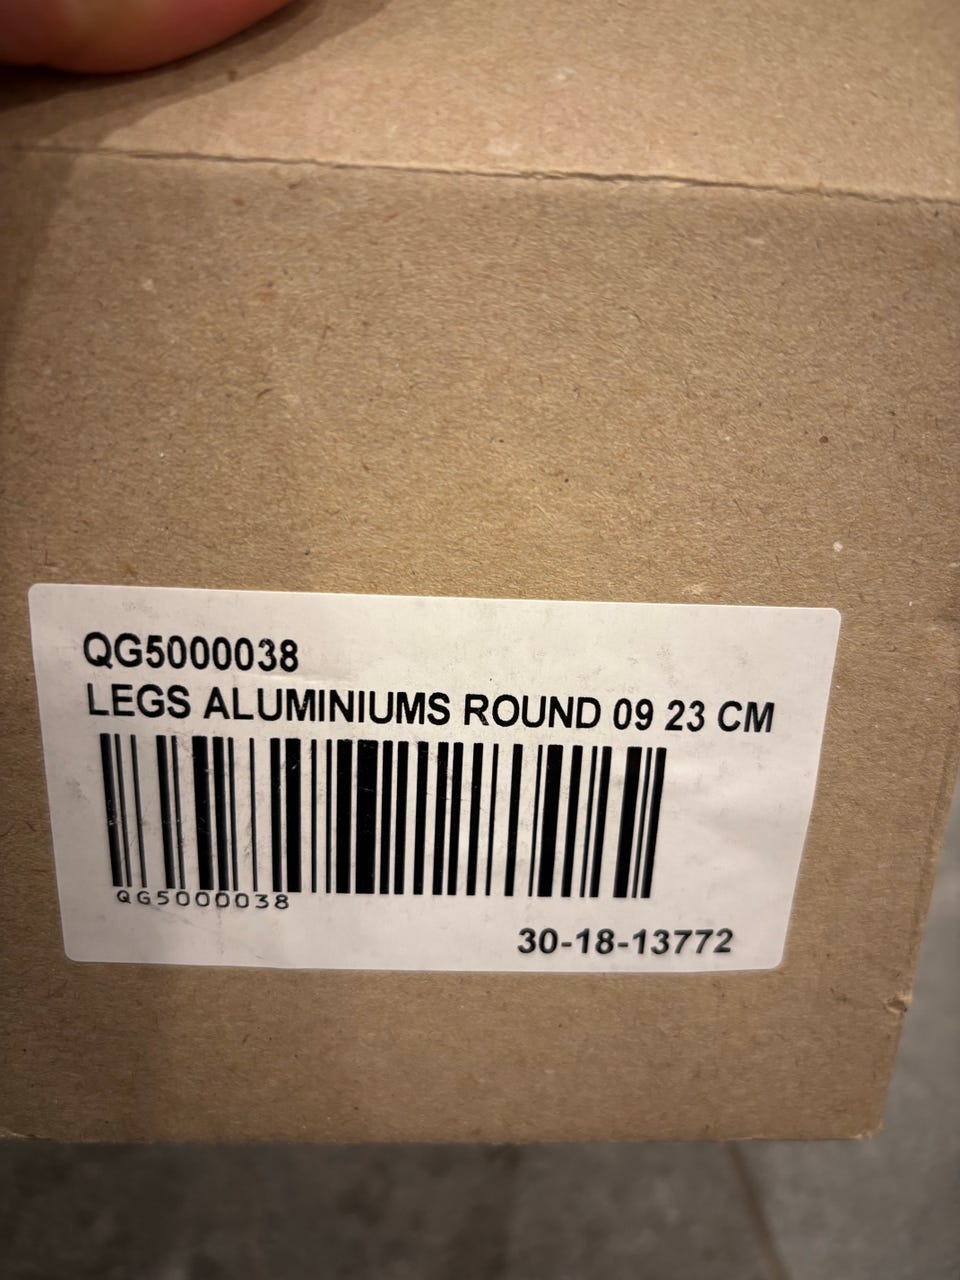 QG5000038
LEGS ALUMINIUMS ROUND 09 23 CM
QG5000038
30-18-13772